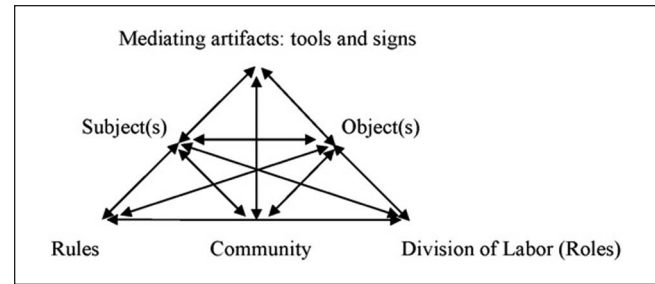 Mediating artifacts: tools and signs
Subject(s) Object(s)
Rules Community Division of Labor (Roles)